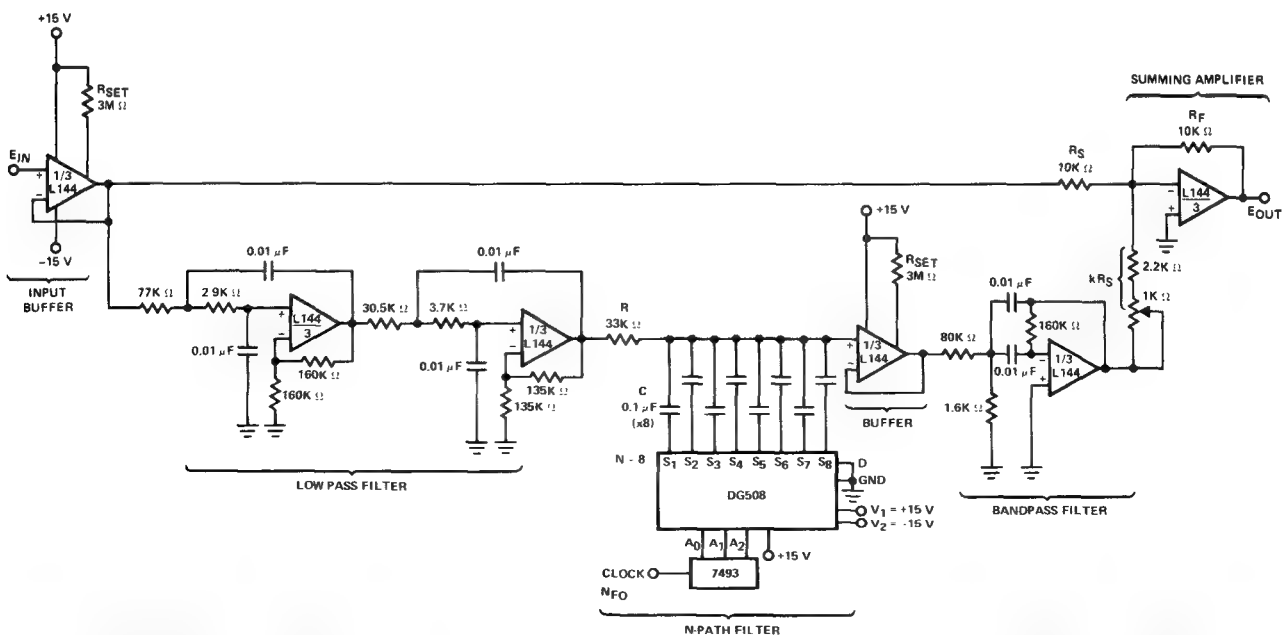 +15 V
RSET
3M Ω
EIN
+
1/3
L144
−
-15 V
INPUT
BUFFER
SUMMING AMPLIFIER
RF
10K Ω
RS
10K Ω
−
L144
3
+
EOUT
kRS
2.2K Ω
1K Ω
0.01 μF
77K Ω
2.9K Ω
+
L144
3
−
0.01 μF
160K Ω
160K Ω
0.01 μF
30.5K Ω
3.7K Ω
+
1/3
L144
−
0.01 μF
135K Ω
135K Ω
LOW PASS FILTER
R
33K Ω
C
0.1 μF
(x8)
+15 V
RSET
3M Ω
+
1/3
L144
−
BUFFER
80K Ω
0.01 μF
160K Ω
0.01 μF
−
1/3
L144
+
1.6K Ω
BANDPASS FILTER
N - 8
S1 S2 S3 S4 S5 S6 S7 S8
D
GND
DG508
V1 = +15 V
V2 = -15 V
A0 A1 A2
+15 V
CLOCK
7493
NFO
N-PATH FILTER